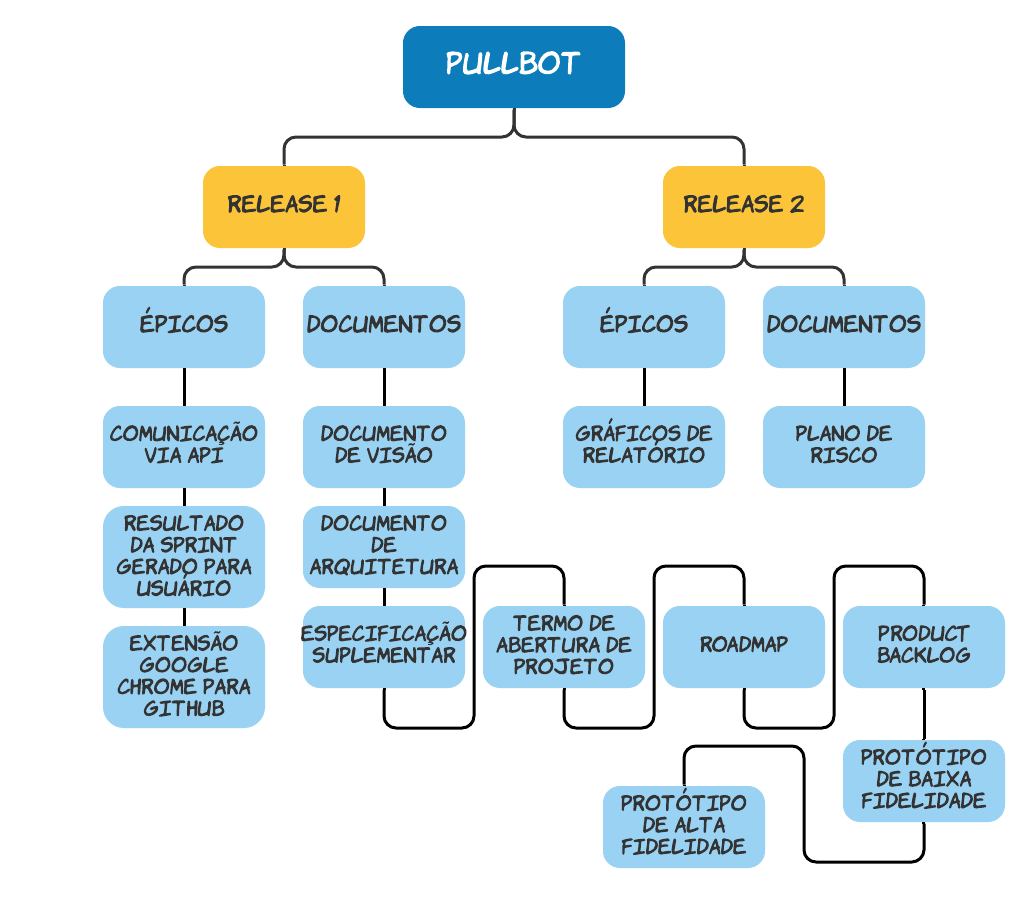 PULLBOT
RELEASE 1
RELEASE 2
ÉPICOS
DOCUMENTOS
ÉPICOS
DOCUMENTOS
COMUNICAÇÃO
VIA API
DOCUMENTO
DE VISÃO
GRÁFICOS DE
RELATÓRIO
PLANO DE
RISCO
RESULTADO
DA SPRINT
GERADO PARA
USUÁRIO
DOCUMENTO
DE
ARQUITETURA
EXTENSÃO
GOOGLE
CHROME PARA
GITHUB
ESPECIFICAÇÃO
SUPLEMENTAR
TERMO DE
ABERTURA DE
PROJETO
ROADMAP
PRODUCT
BACKLOG
PROTÓTIPO
DE BAIXA
FIDELIDADE
PROTÓTIPO
DE ALTA
FIDELIDADE